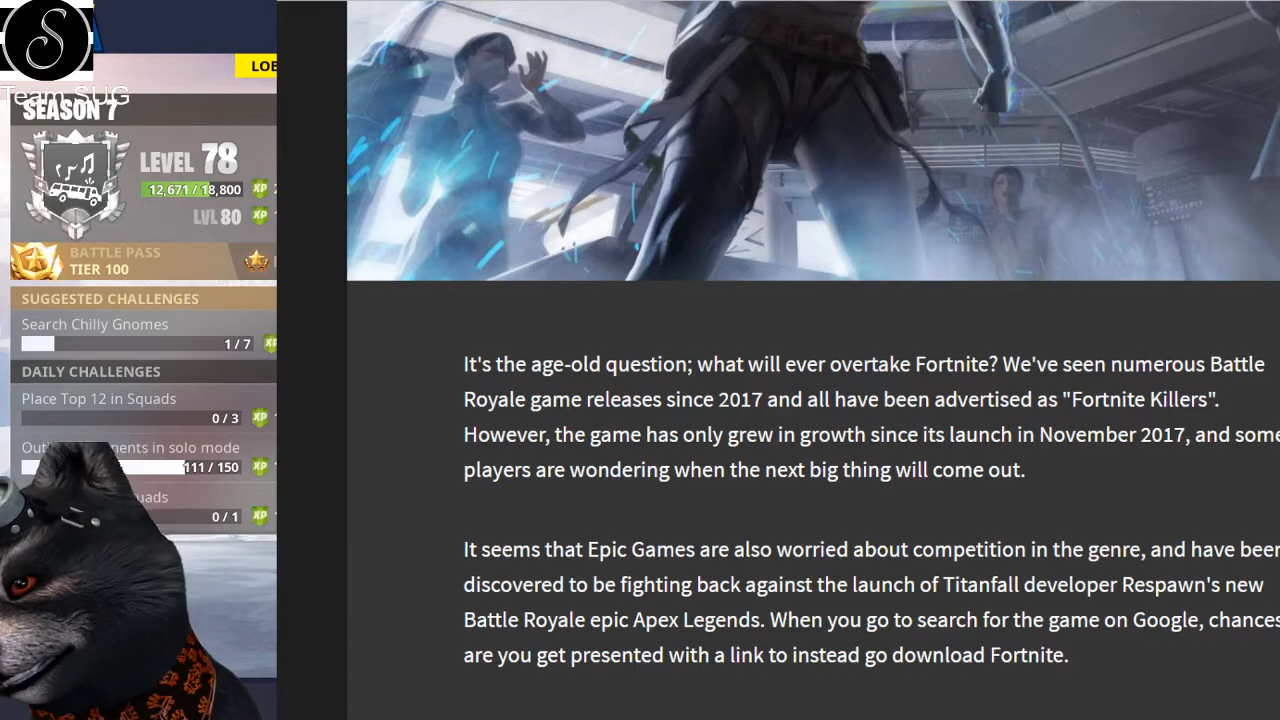 S
Team SUG
LOB
SEASON 7
LEVEL 78
12,671 / 18,800 XP
LVL 80 XP
BATTLE PASS
TIER 100
SUGGESTED CHALLENGES
Search Chilly Gnomes
1 / 7 XP
DAILY CHALLENGES
Place Top 12 in Squads
0 / 3 XP
in solo mode
111 / 150 XP
uads
0 / 1 XP
It's the age-old question; what will ever overtake Fortnite? We've seen numerous Battle
Royale game releases since 2017 and all have been advertised as "Fortnite Killers".
However, the game has only grew in growth since its launch in November 2017, and some
players are wondering when the next big thing will come out.
It seems that Epic Games are also worried about competition in the genre, and have been
discovered to be fighting back against the launch of Titanfall developer Respawn's new
Battle Royale epic Apex Legends. When you go to search for the game on Google, chances
are you get presented with a link to instead go download Fortnite.